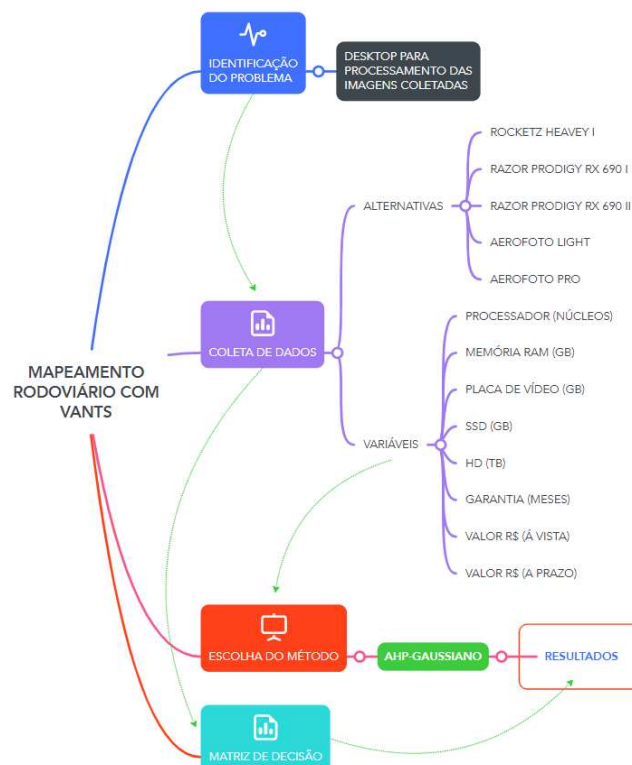 IDENTIFICAÇÃO
DO PROBLEMA
DESKTOP PARA
PROCESSAMENTO DAS
IMAGENS COLETADAS
ROCKETZ HEAVEY I
RAZOR PRODIGY RX 690 I
ALTERNATIVAS
RAZOR PRODIGY RX 690 II
AEROFOTO LIGHT
AEROFOTO PRO
PROCESSADOR (NÚCLEOS)
COLETA DE DADOS
MEMÓRIA RAM (GB)
MAPEAMENTO
RODOVIÁRIO COM
VANTS
PLACA DE VÍDEO (GB)
SSD (GB)
VARIÁVEIS
HD (TB)
GARANTIA (MESES)
VALOR R$ (Á VISTA)
VALOR R$ (A PRAZO)
ESCOLHA DO MÉTODO
AHP-GAUSSIANO
RESULTADOS
MATRIZ DE DECISÃO